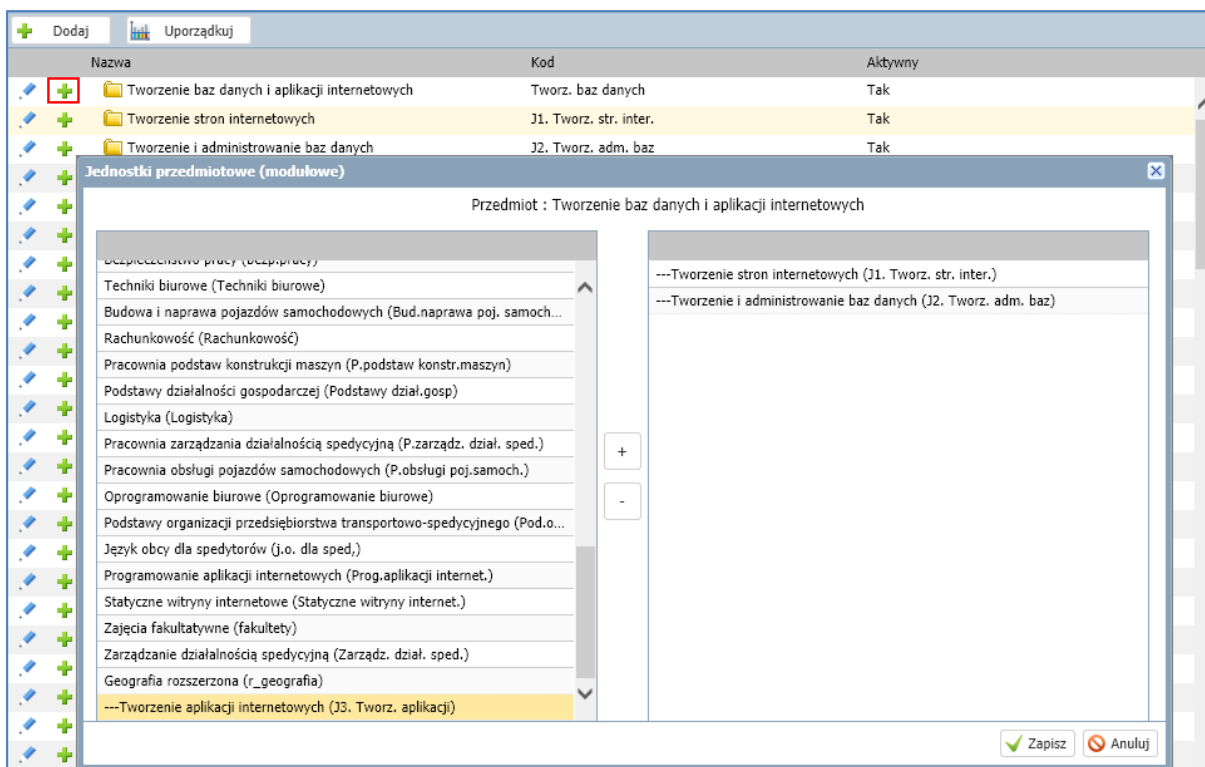 Dodaj Uporządkuj
Nazwa Kod Aktywny
Tworzenie baz danych i aplikacji internetowych Tworz. baz danych Tak
Tworzenie stron internetowych J1. Tworz. str. inter. Tak
Tworzenie i administrowanie baz danych J2. Tworz. adm. baz Tak
Jednostki przedmiotowe (modułowe)
Przedmiot : Tworzenie baz danych i aplikacji internetowych
Bezpieczeństwo pracy (Bezp.pracy)
Techniki biurowe (Techniki biurowe)
Budowa i naprawa pojazdów samochodowych (Bud.naprawa poj. samoch...
Rachunkowość (Rachunkowość)
Pracownia podstaw konstrukcji maszyn (P.podstaw konstr.maszyn)
Podstawy działalności gospodarczej (Podstawy dział.gosp)
Logistyka (Logistyka)
Pracownia zarządzania działalnością spedycyjną (P.zarządz. dział. sped.)
Pracownia obsługi pojazdów samochodowych (P.obsługi poj.samoch.)
Oprogramowanie biurowe (Oprogramowanie biurowe)
Podstawy organizacji przedsiębiorstwa transportowo-spedycyjnego (Pod.o...
Język obcy dla spedytorów (j.o. dla sped,)
Programowanie aplikacji internetowych (Prog.aplikacji internet.)
Statyczne witryny internetowe (Statyczne witryny internet.)
Zajęcia fakultatywne (fakultety)
Zarządzanie działalnością spedycyjną (Zarządz. dział. sped.)
Geografia rozszerzona (r_geografia)
---Tworzenie aplikacji internetowych (J3. Tworz. aplikacji)
+
-
---Tworzenie stron internetowych (J1. Tworz. str. inter.)
---Tworzenie i administrowanie baz danych (J2. Tworz. adm. baz)
Zapisz Anuluj